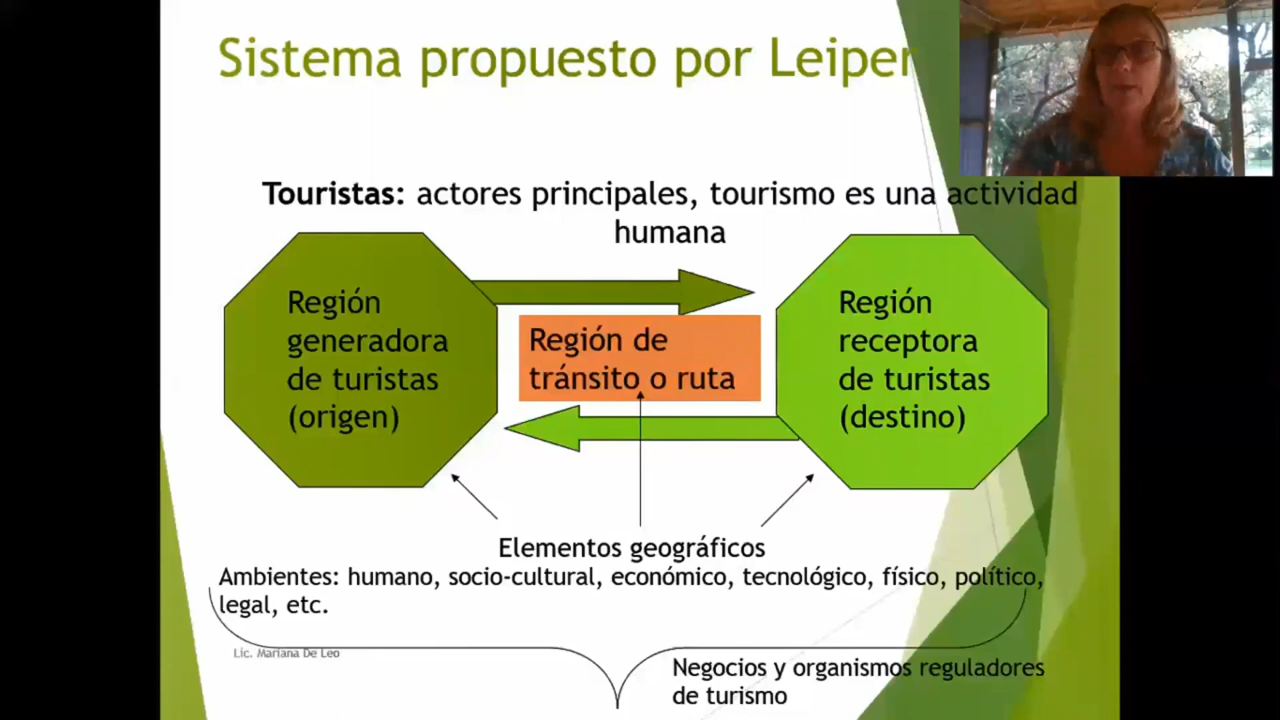 Sistema propuesto por Leiper
Touristas: actores principales, tourismo es una actividad
humana
Región
generadora
de turistas
(origen)
Región de
tránsito o ruta
Región
receptora
de turistas
(destino)
Elementos geográficos
Ambientes: humano, socio-cultural, económico, tecnológico, físico, político,
legal, etc.
Lic. Mariana De Leo
Negocios y organismos reguladores
de turismo